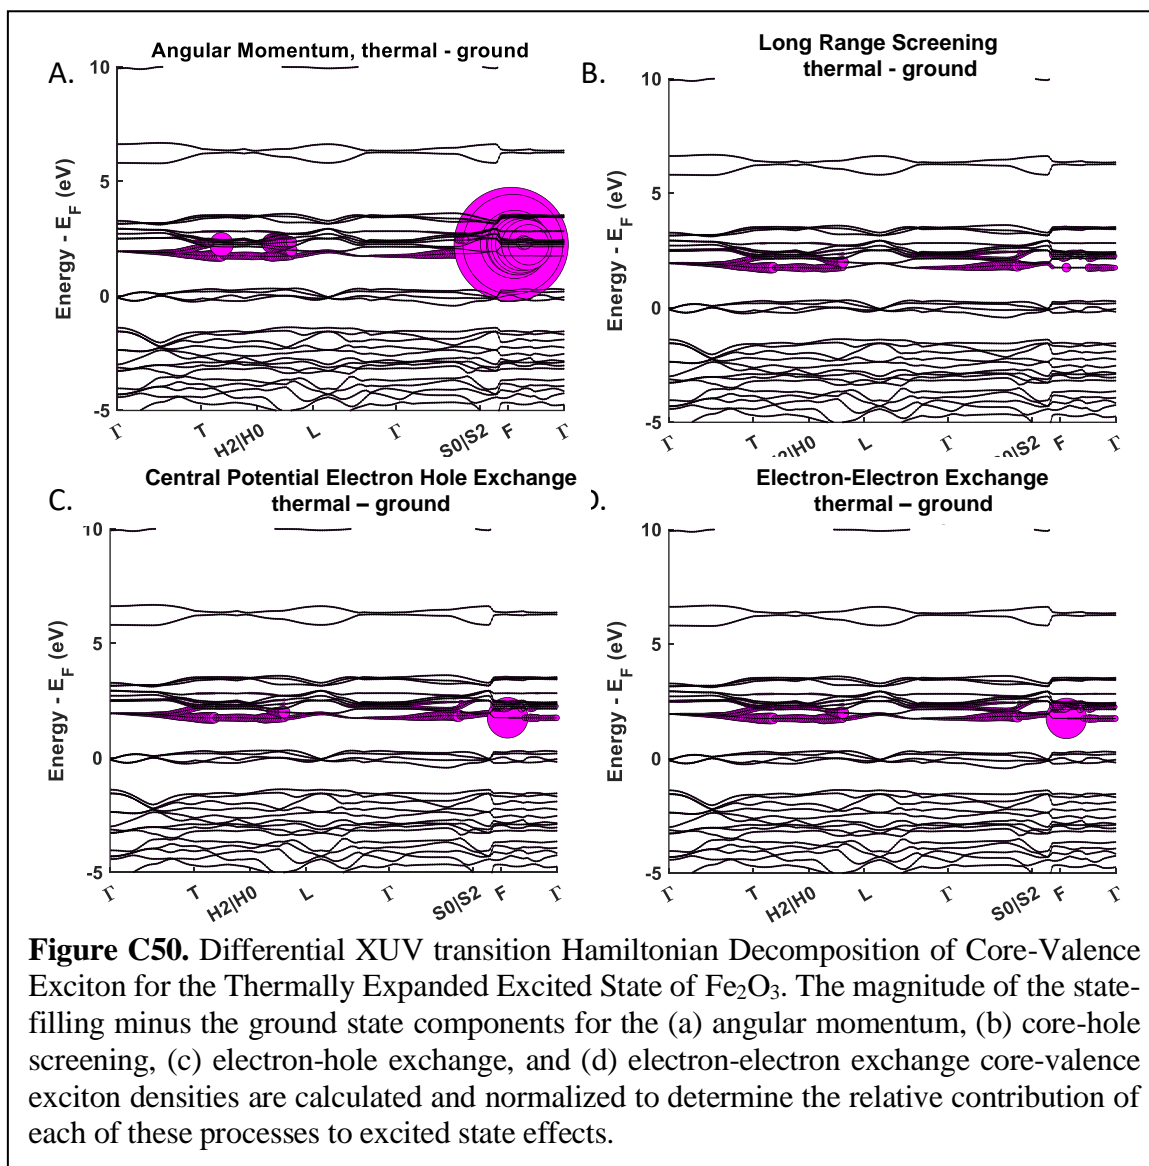 A.
Angular Momentum, thermal - ground
10
5
0
-5
Energy - E_F (eV)
Γ T H2|H0 L Γ S0|S2 F Γ
B.
Long Range Screening
thermal - ground
10
5
0
-5
Energy - E_F (eV)
Γ T H2|H0 L Γ S0|S2 F Γ
C.
Central Potential Electron Hole Exchange
thermal – ground
10
5
0
-5
Energy - E_F (eV)
Γ T H2|H0 L Γ S0|S2 F Γ
D.
Electron-Electron Exchange
thermal – ground
10
5
0
-5
Energy - E_F (eV)
Γ T H2|H0 L Γ S0|S2 F Γ
Figure C50. Differential XUV transition Hamiltonian Decomposition of Core-Valence
Exciton for the Thermally Expanded Excited State of Fe₂O₃. The magnitude of the state-
filling minus the ground state components for the (a) angular momentum, (b) core-hole
screening, (c) electron-hole exchange, and (d) electron-electron exchange core-valence
exciton densities are calculated and normalized to determine the relative contribution of
each of these processes to excited state effects.